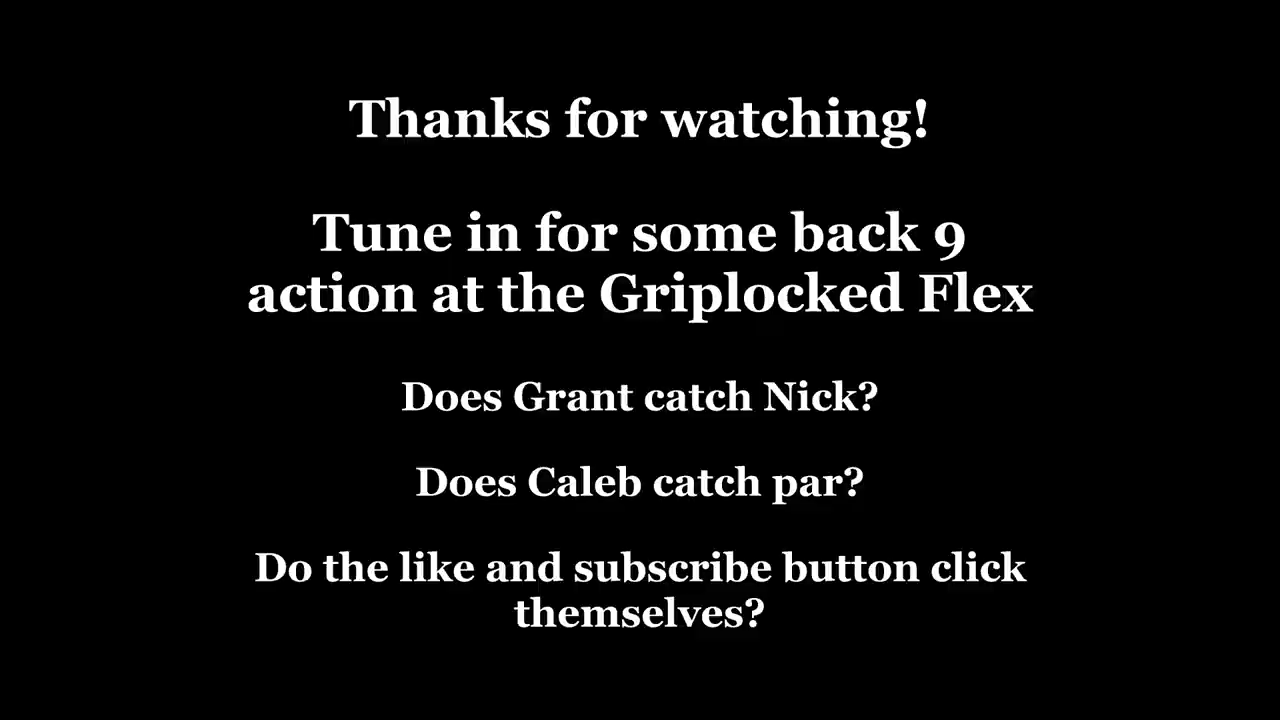 Thanks for watching!
Tune in for some back 9
action at the Griplocked Flex
Does Grant catch Nick?
Does Caleb catch par?
Do the like and subscribe button click
themselves?